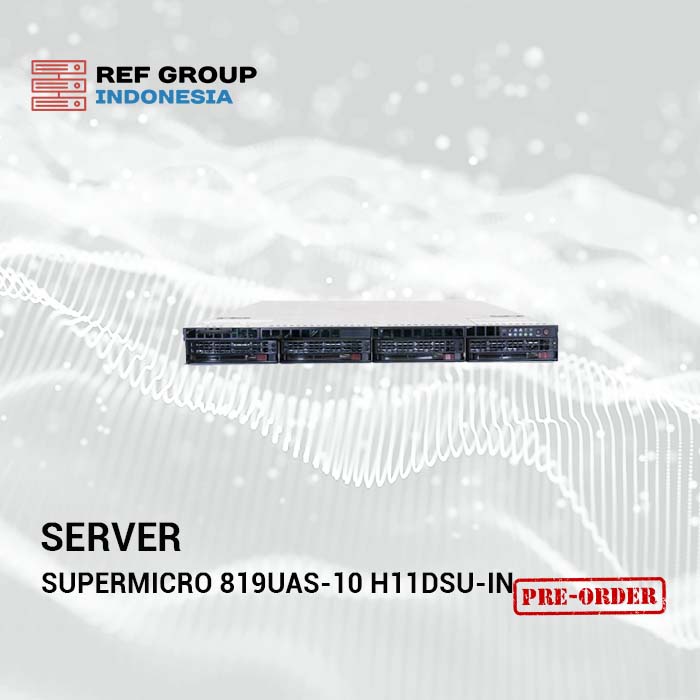 REF GROUP
INDONESIA
SERVER
SUPERMICRO 819UAS-10 H11DSU-IN
PRE-ORDER